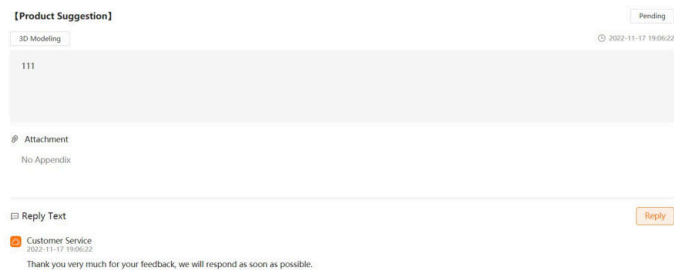 【Product Suggestion】
Pending
3D Modeling
2022-11-17 19:06:22
111
Attachment
No Appendix
Reply Text
Reply
Customer Service
2022-11-17 19:06:22
Thank you very much for your feedback, we will respond as soon as possible.